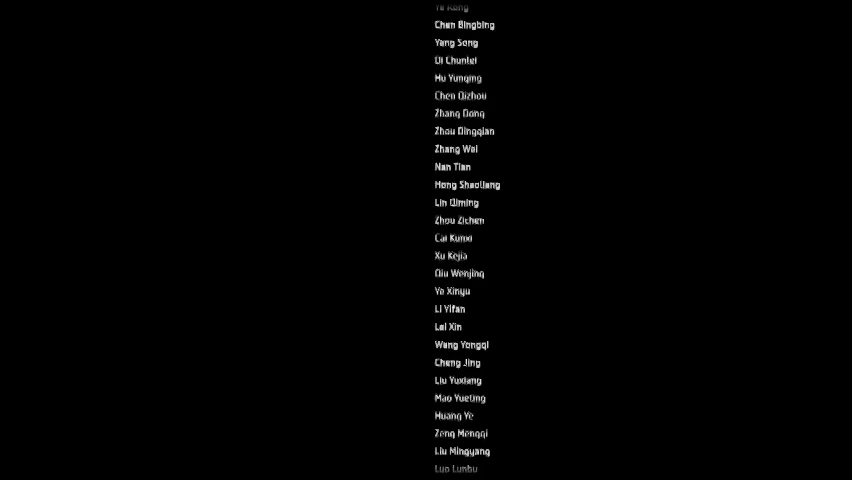 Chen Bingbing
Yang Song
Di Chunlei
Hu Yunqing
Chen Qizhou
Zhang Dong
Zhou Dingqian
Zhang Wei
Nan Tian
Hong Shaoliang
Lin Qiming
Zhou Zichen
Cai Kunxi
Xu Kejia
Qiu Wenjing
Ye Xinyu
Li Yifan
Lai Xin
Wang Yongqi
Cheng Jing
Liu Yuxiang
Mao Yueting
Huang Ye
Zeng Mengqi
Liu Mingyang
Luo Lunbu